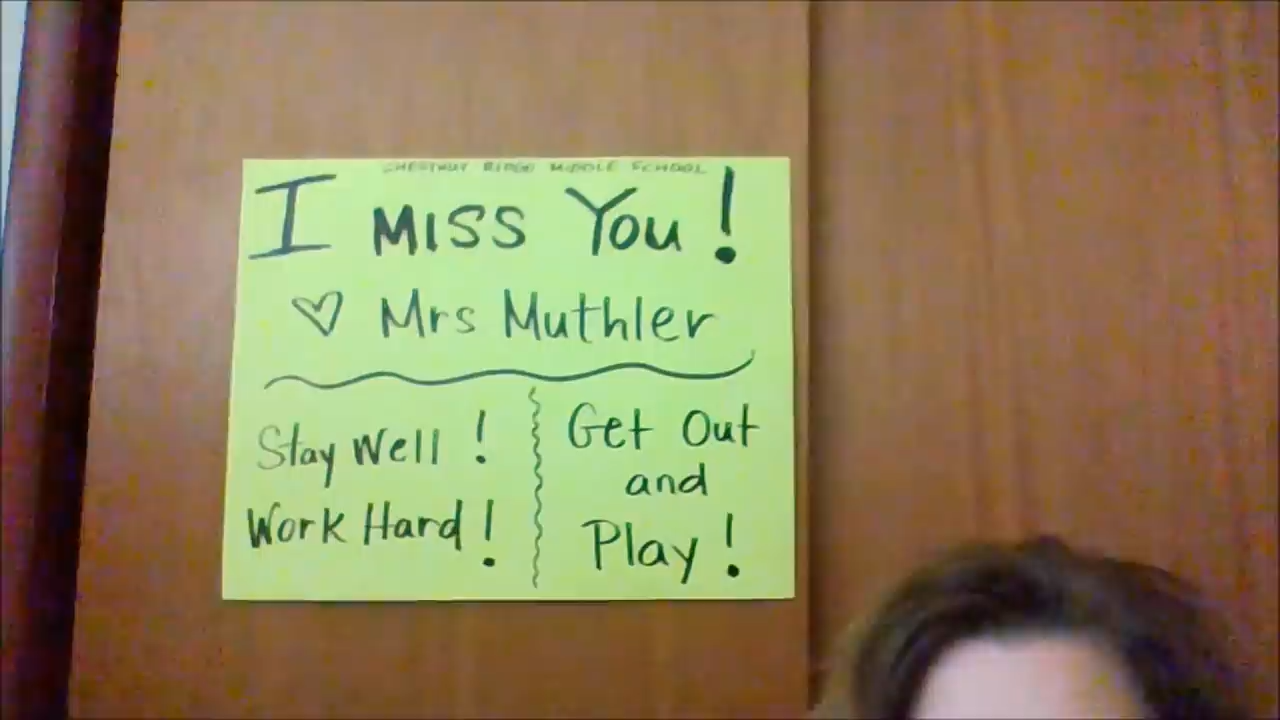 CHESTNUT RIDGE MIDDLE SCHOOL
I MISS You!
♡ Mrs Muthler
Stay Well!
Work Hard!
Get Out
and
Play!